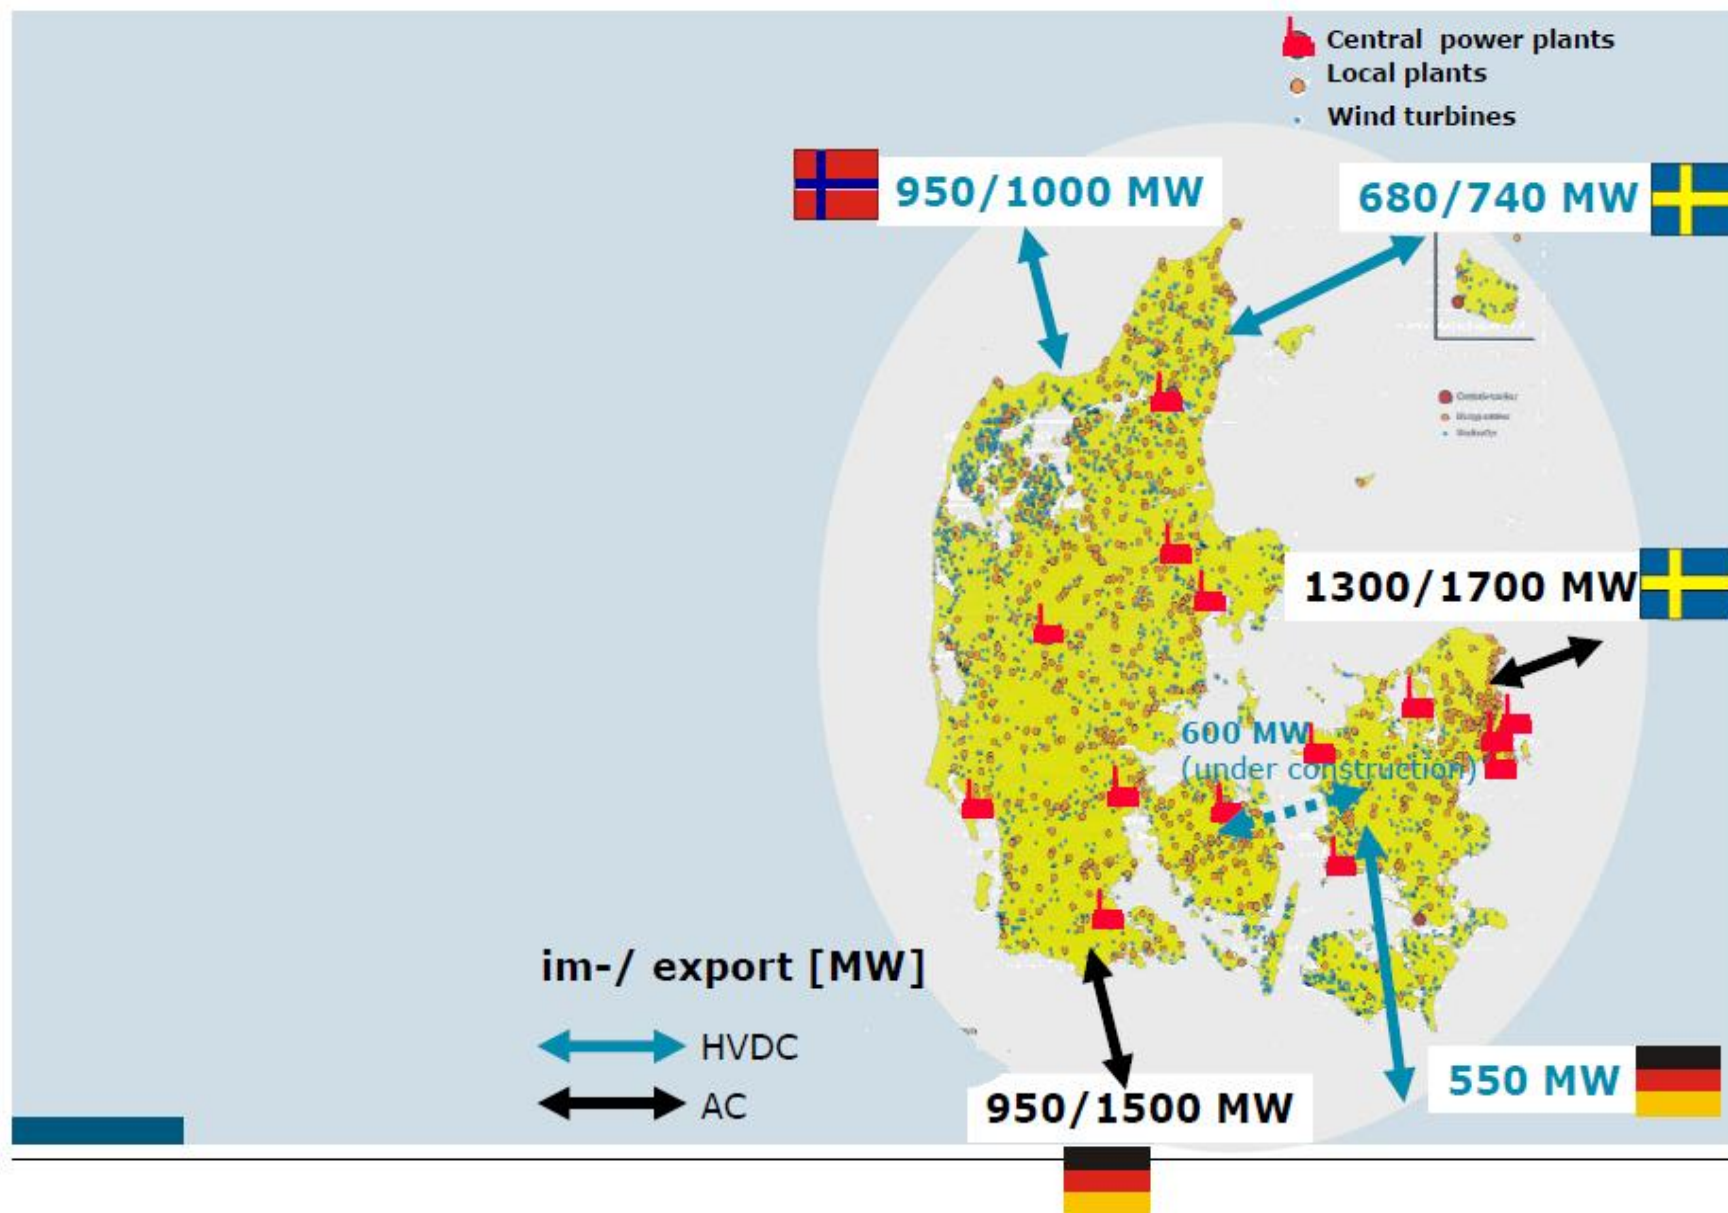 Central power plants
Local plants
Wind turbines
950/1000 MW
680/740 MW
1300/1700 MW
600 MW
(under construction)
im-/ export [MW]
HVDC
AC
950/1500 MW
550 MW